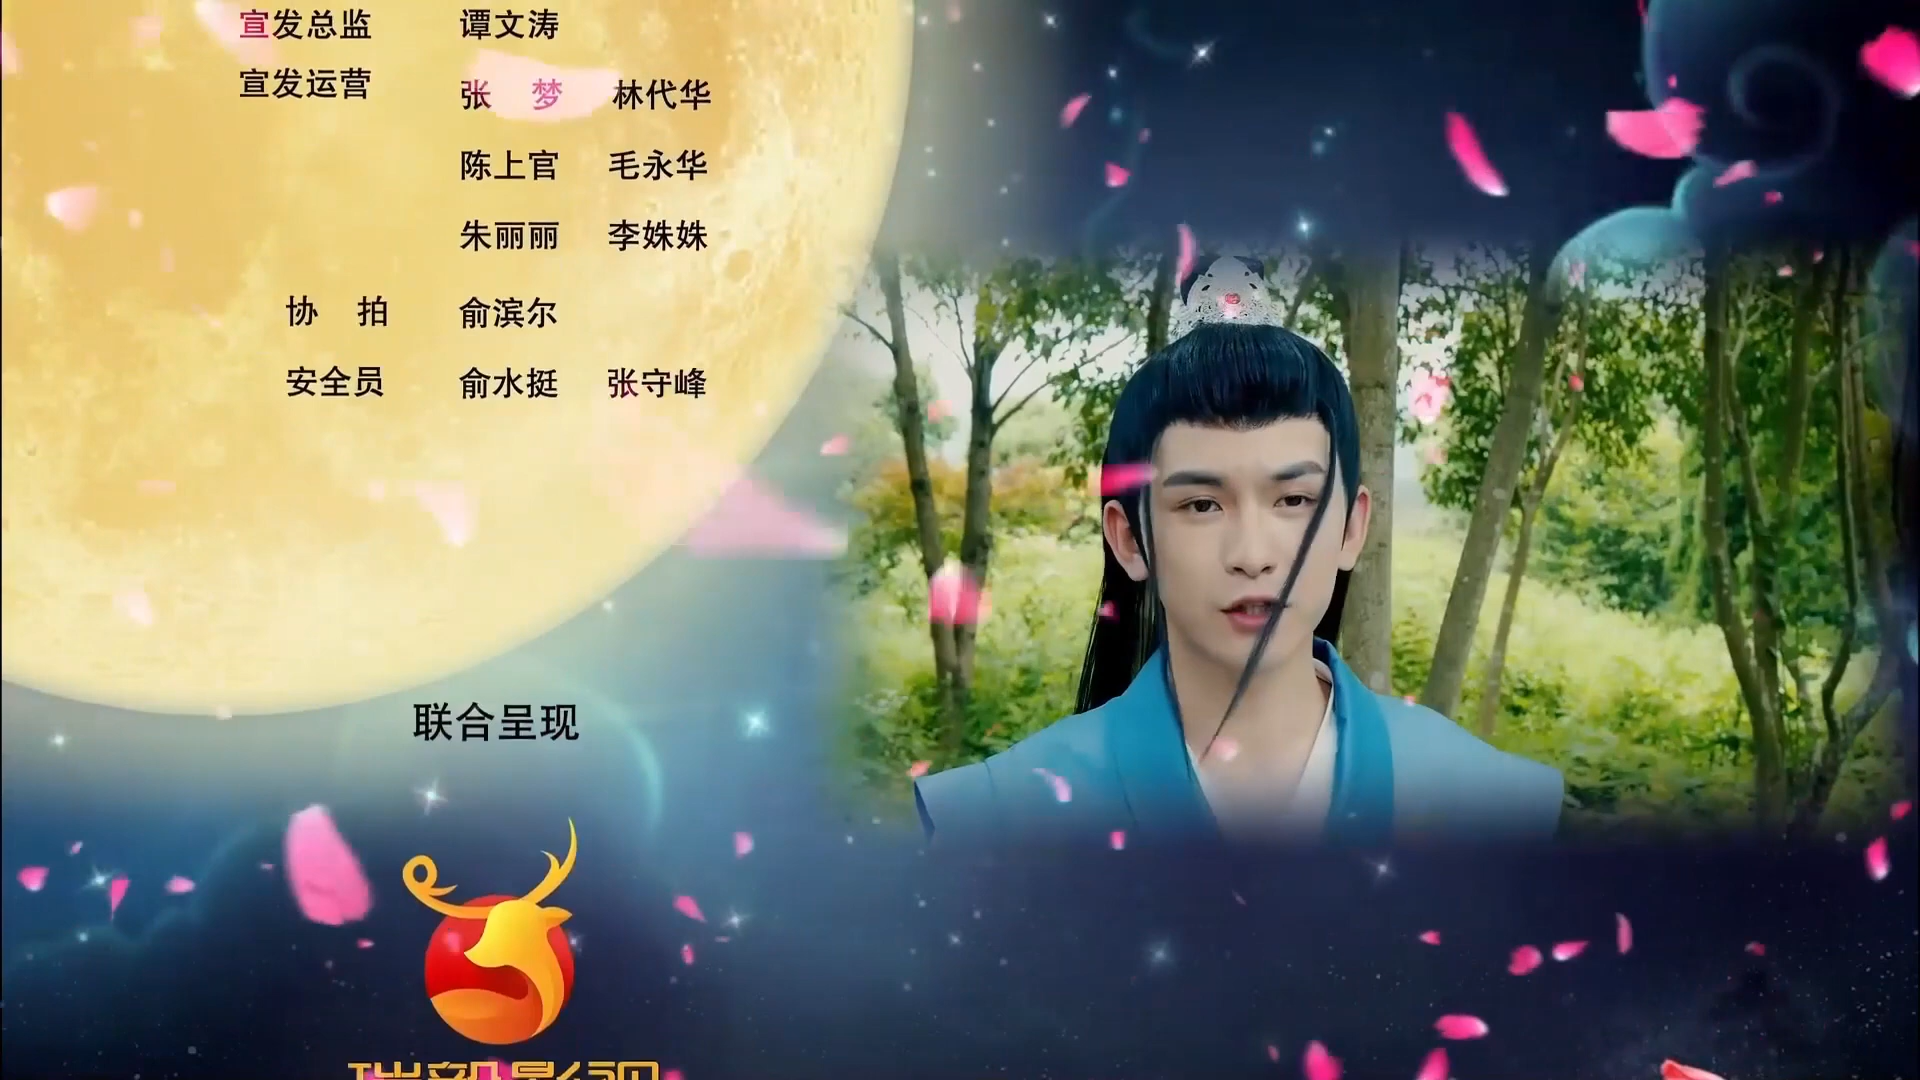 宣发总监 谭文涛
宣发运营 张 梦 林代华
陈上官 毛永华
朱丽丽 李姝姝
协 拍 俞滨尔
安全员 俞水挺 张守峰
联合呈现